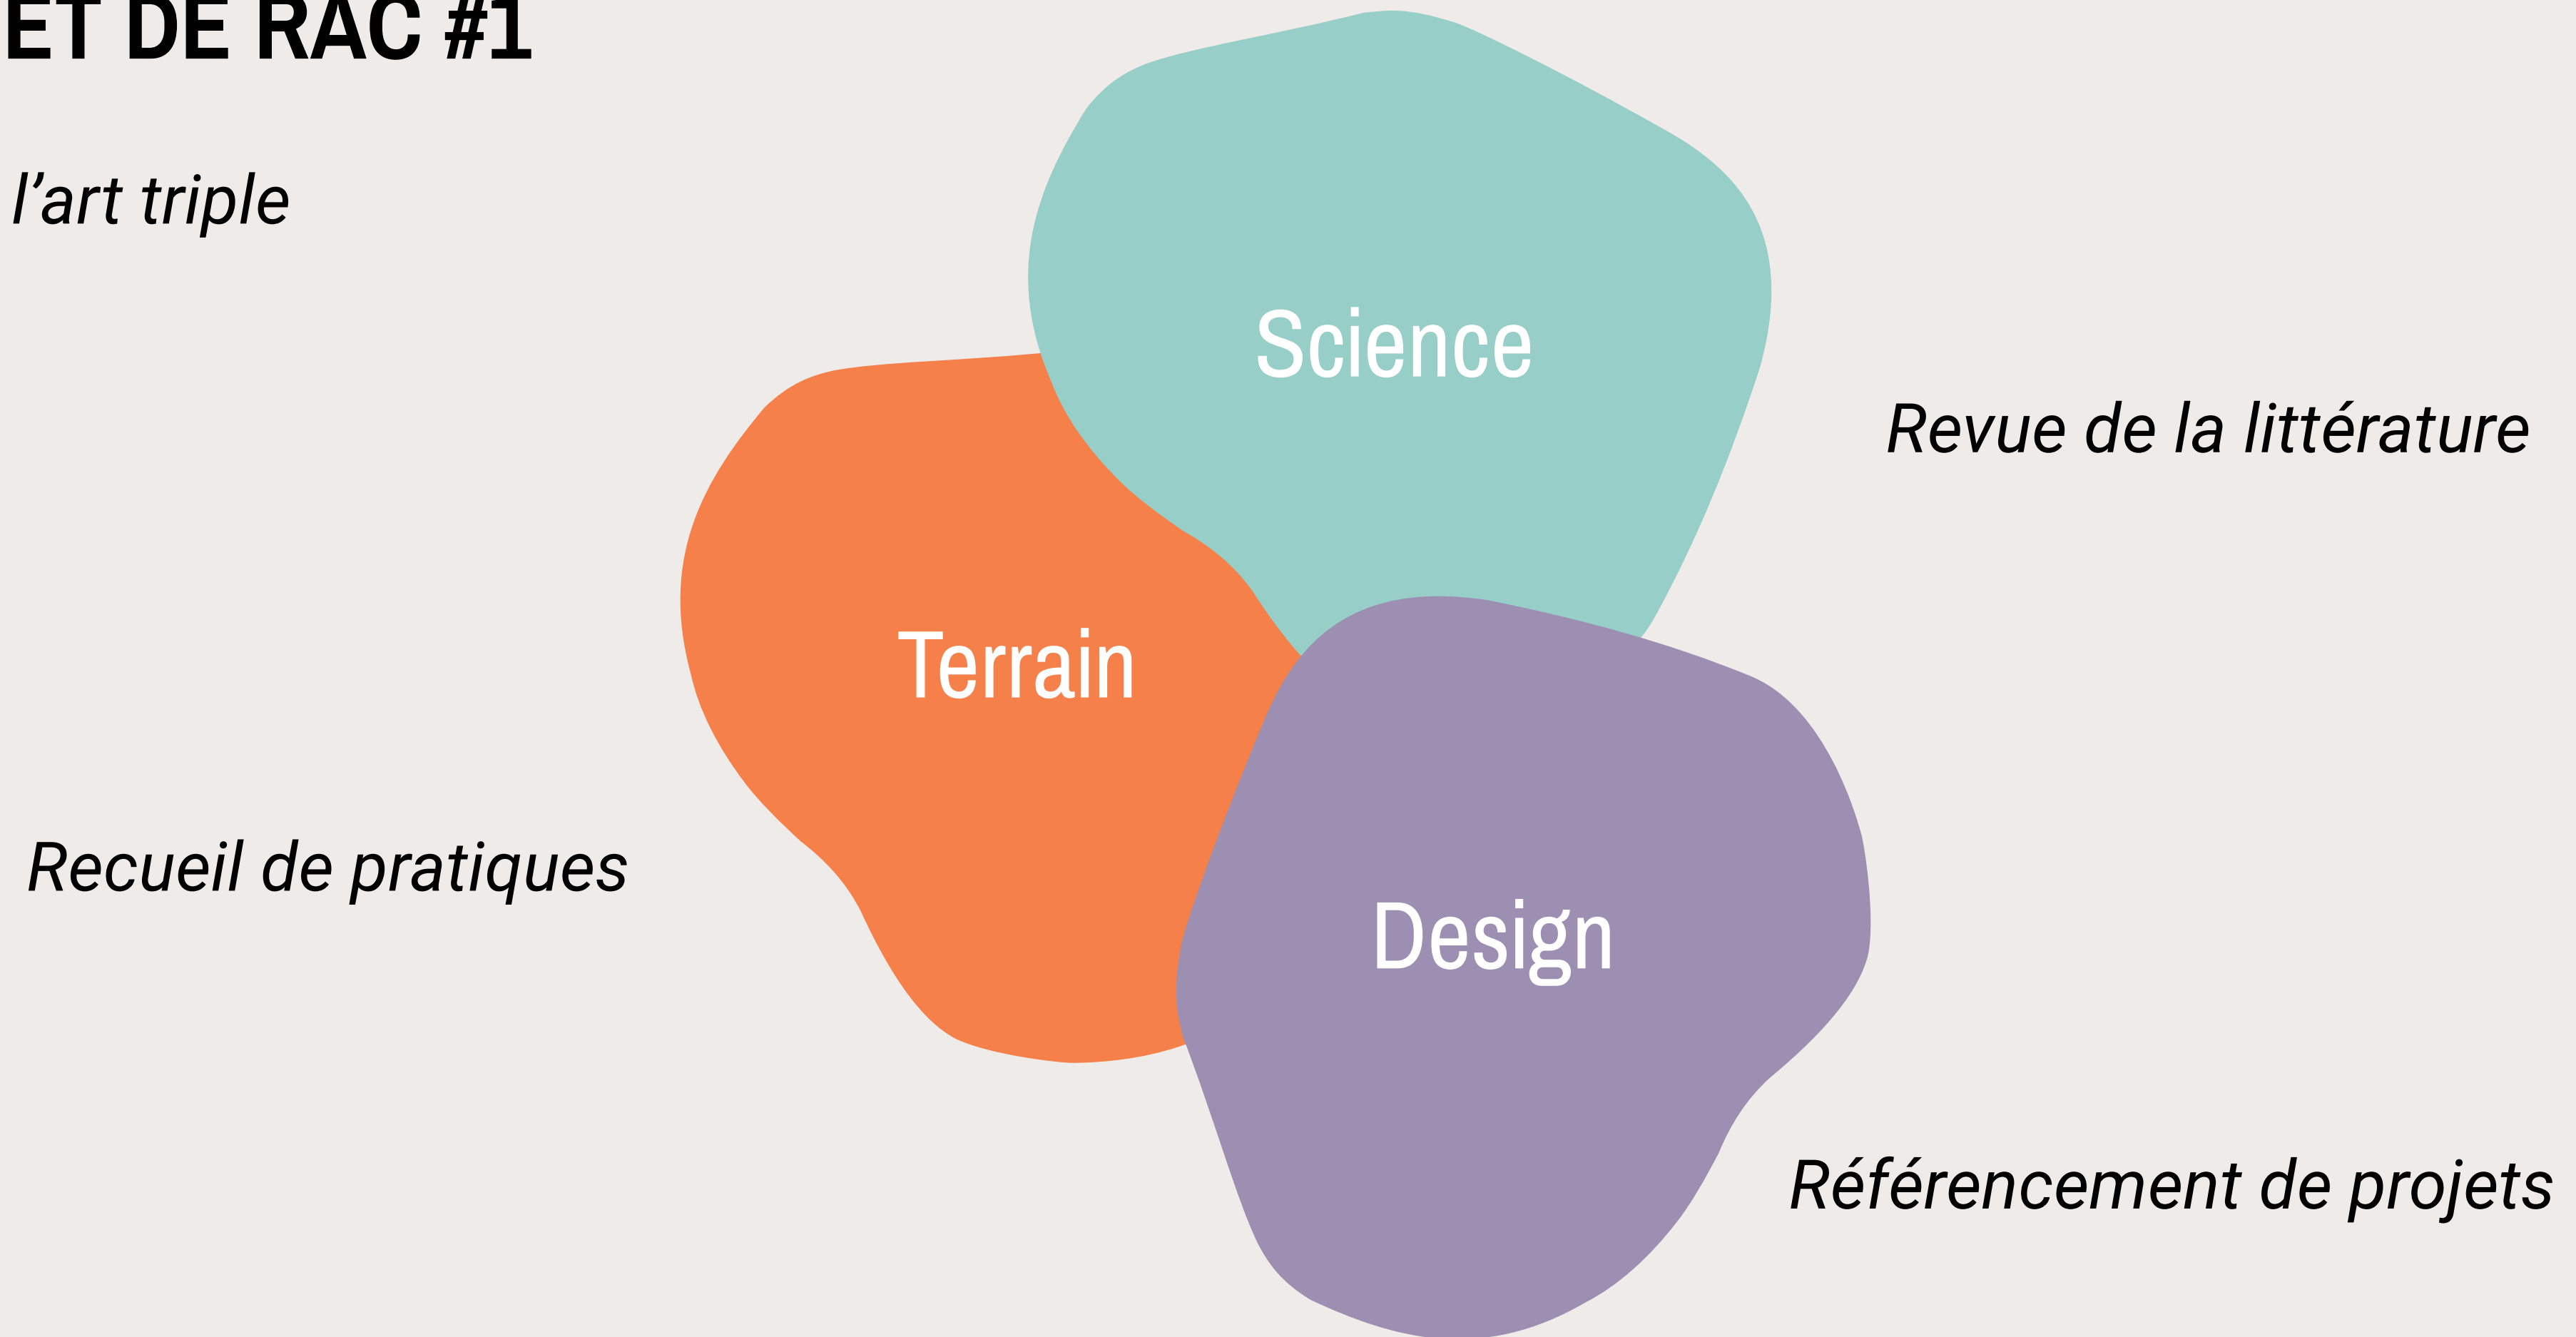 ET DE RAC #1
l’art triple
Science
Revue de la littérature
Terrain
Recueil de pratiques
Design
Référencement de projets